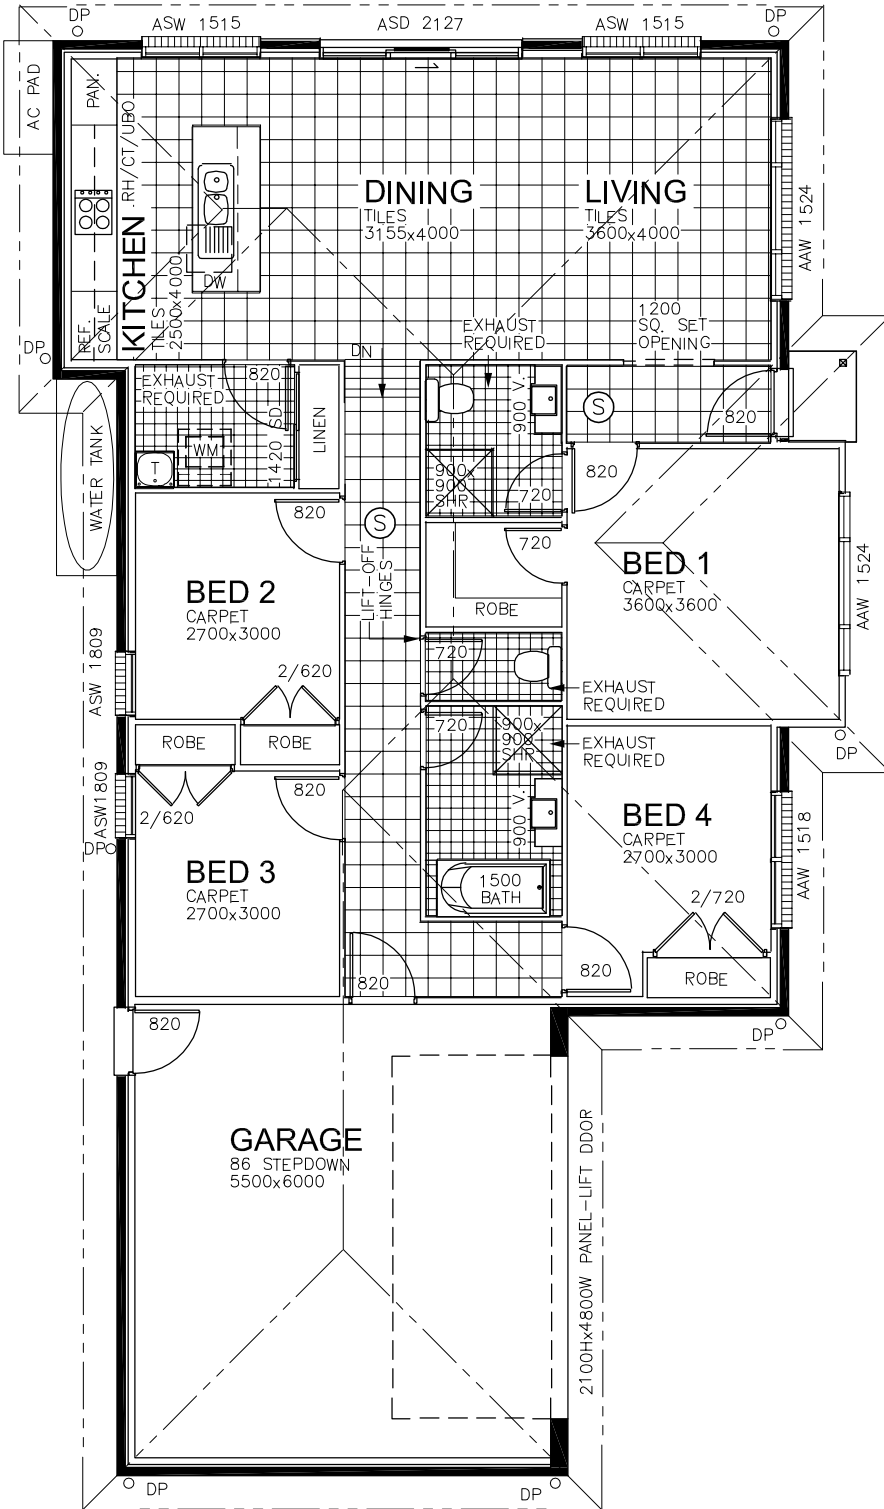 DP
ASW 1515
ASD 2127
ASW 1515
DP
AC PAD
PAN.
RH/CT/UBO
KITCHEN
TILES
2500x4000
DW
REF.
SCALE
DINING
TILES
3155x4000
LIVING
TILES
3600x4000
AAW 1524
1200
SQ. SET
OPENING
EXHAUST
REQUIRED
DP
DN
EXHAUST
REQUIRED
820
1420 SD
LINEN
WM
T
WATER TANK
900 V.
900x
900
SHR
720
S
820
820
820
S
LIFT-OFF
HINGES
720
ROBE
BED 1
CARPET
3600x3600
AAW 1524
BED 2
CARPET
2700x3000
ASW 1809
2/620
720
EXHAUST
REQUIRED
ROBE
ROBE
720
900x
900
SHR
EXHAUST
REQUIRED
DP
ASW1809
2/620
820
DP
BED 3
CARPET
2700x3000
900 V.
1500
BATH
BED 4
CARPET
2700x3000
AAW 1518
2/720
820
820
ROBE
820
DP
GARAGE
86 STEPDOWN
5500x6000
2100Hx4800W PANEL-LIFT DDOR
DP
DP